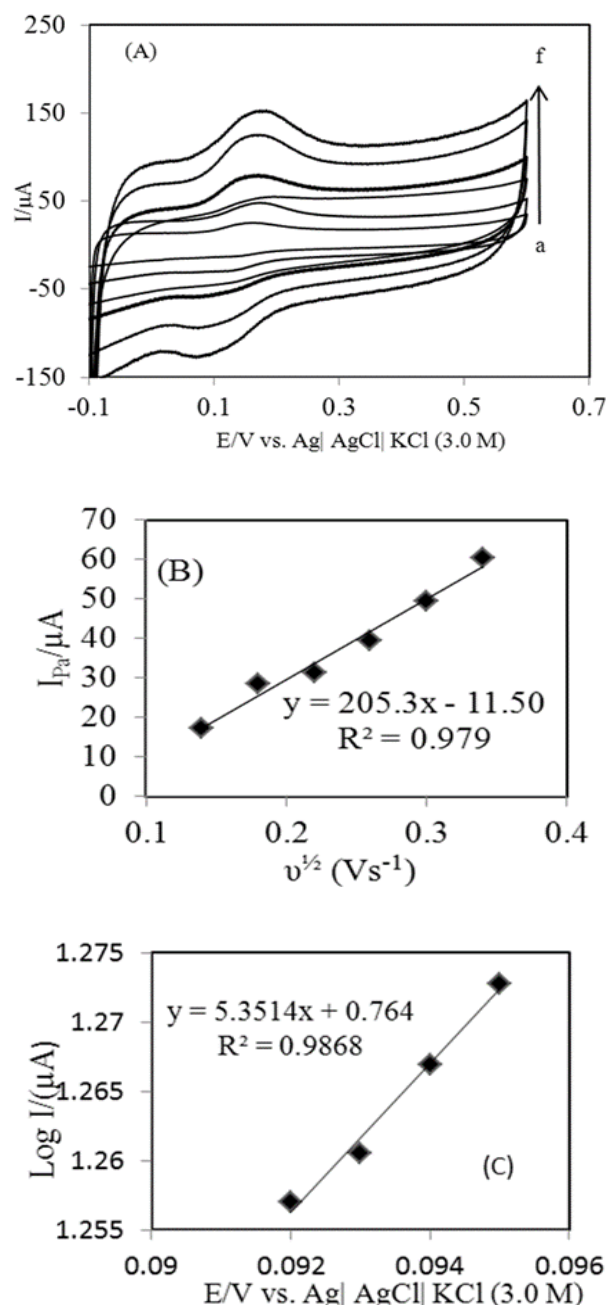 250
(A)
f
150
I/µA
50
a
-50
-150
-0.1 0.1 0.3 0.5 0.7
E/V vs. Ag| AgCl| KCl (3.0 M)
70
(B)
60
50
I_Pa/µA
40
30
y = 205.3x - 11.50
20
R² = 0.979
10
0
0.1 0.2 0.3 0.4
υ^½ (Vs⁻¹)
1.275
y = 5.3514x + 0.764
1.27
R² = 0.9868
Log I/(µA)
1.265
1.26
(C)
1.255
0.09 0.092 0.094 0.096
E/V vs. Ag| AgCl| KCl (3.0 M)